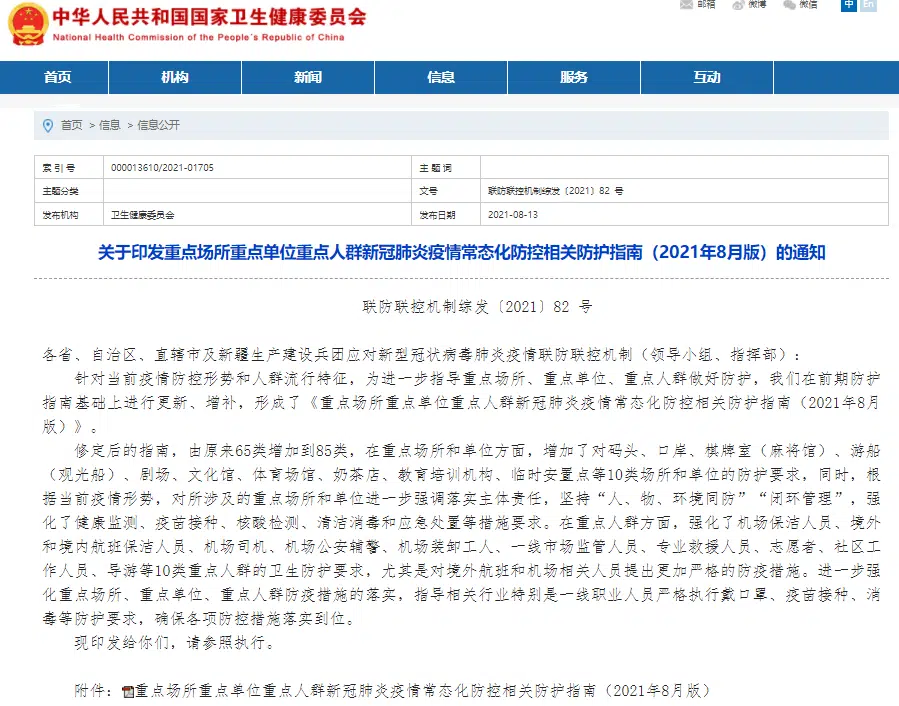 中华人民共和国国家卫生健康委员会
National Health Commission of the People's Republic of China
邮箱 微博 微信 中 En
首页 机构 新闻 信息 服务 互动
首页 > 信息 > 信息公开
索 引 号 000013610/2021-01705 主 题 词
主题分类 文号 联防联控机制综发〔2021〕82 号
发布机构 卫生健康委员会 发布日期 2021-08-13
关于印发重点场所重点单位重点人群新冠肺炎疫情常态化防控相关防护指南（2021年8月版）的通知
联防联控机制综发〔2021〕82 号
各省、自治区、直辖市及新疆生产建设兵团应对新型冠状病毒肺炎疫情联防联控机制（领导小组、指挥部）：
针对当前疫情防控形势和人群流行特征，为进一步指导重点场所、重点单位、重点人群做好防护，我们在前期防护
指南基础上进行更新、增补，形成了《重点场所重点单位重点人群新冠肺炎疫情常态化防控相关防护指南（2021年8月
版）》。
修定后的指南，由原来65类增加到85类，在重点场所和单位方面，增加了对码头、口岸、棋牌室（麻将馆）、游船
（观光船）、剧场、文化馆、体育场馆、奶茶店、教育培训机构、临时安置点等10类场所和单位的防护要求，同时，根
据当前疫情形势，对所涉及的重点场所和单位进一步强调落实主体责任，坚持“人、物、环境同防”“闭环管理”，强
化了健康监测、疫苗接种、核酸检测、清洁消毒和应急处置等措施要求。在重点人群方面，强化了机场保洁人员、境外
和境内航班保洁人员、机场司机、机场公安辅警、机场装卸工人、一线市场监管人员、专业救援人员、志愿者、社区工
作人员、导游等10类重点人群的卫生防护要求，尤其是对境外航班和机场相关人员提出更加严格的防疫措施。进一步强
化重点场所、重点单位、重点人群防疫措施的落实，指导相关行业特别是一线职业人员严格执行戴口罩、疫苗接种、消
毒等防护要求，确保各项防控措施落实到位。
现印发给你们，请参照执行。
附件：重点场所重点单位重点人群新冠肺炎疫情常态化防控相关防护指南（2021年8月版）